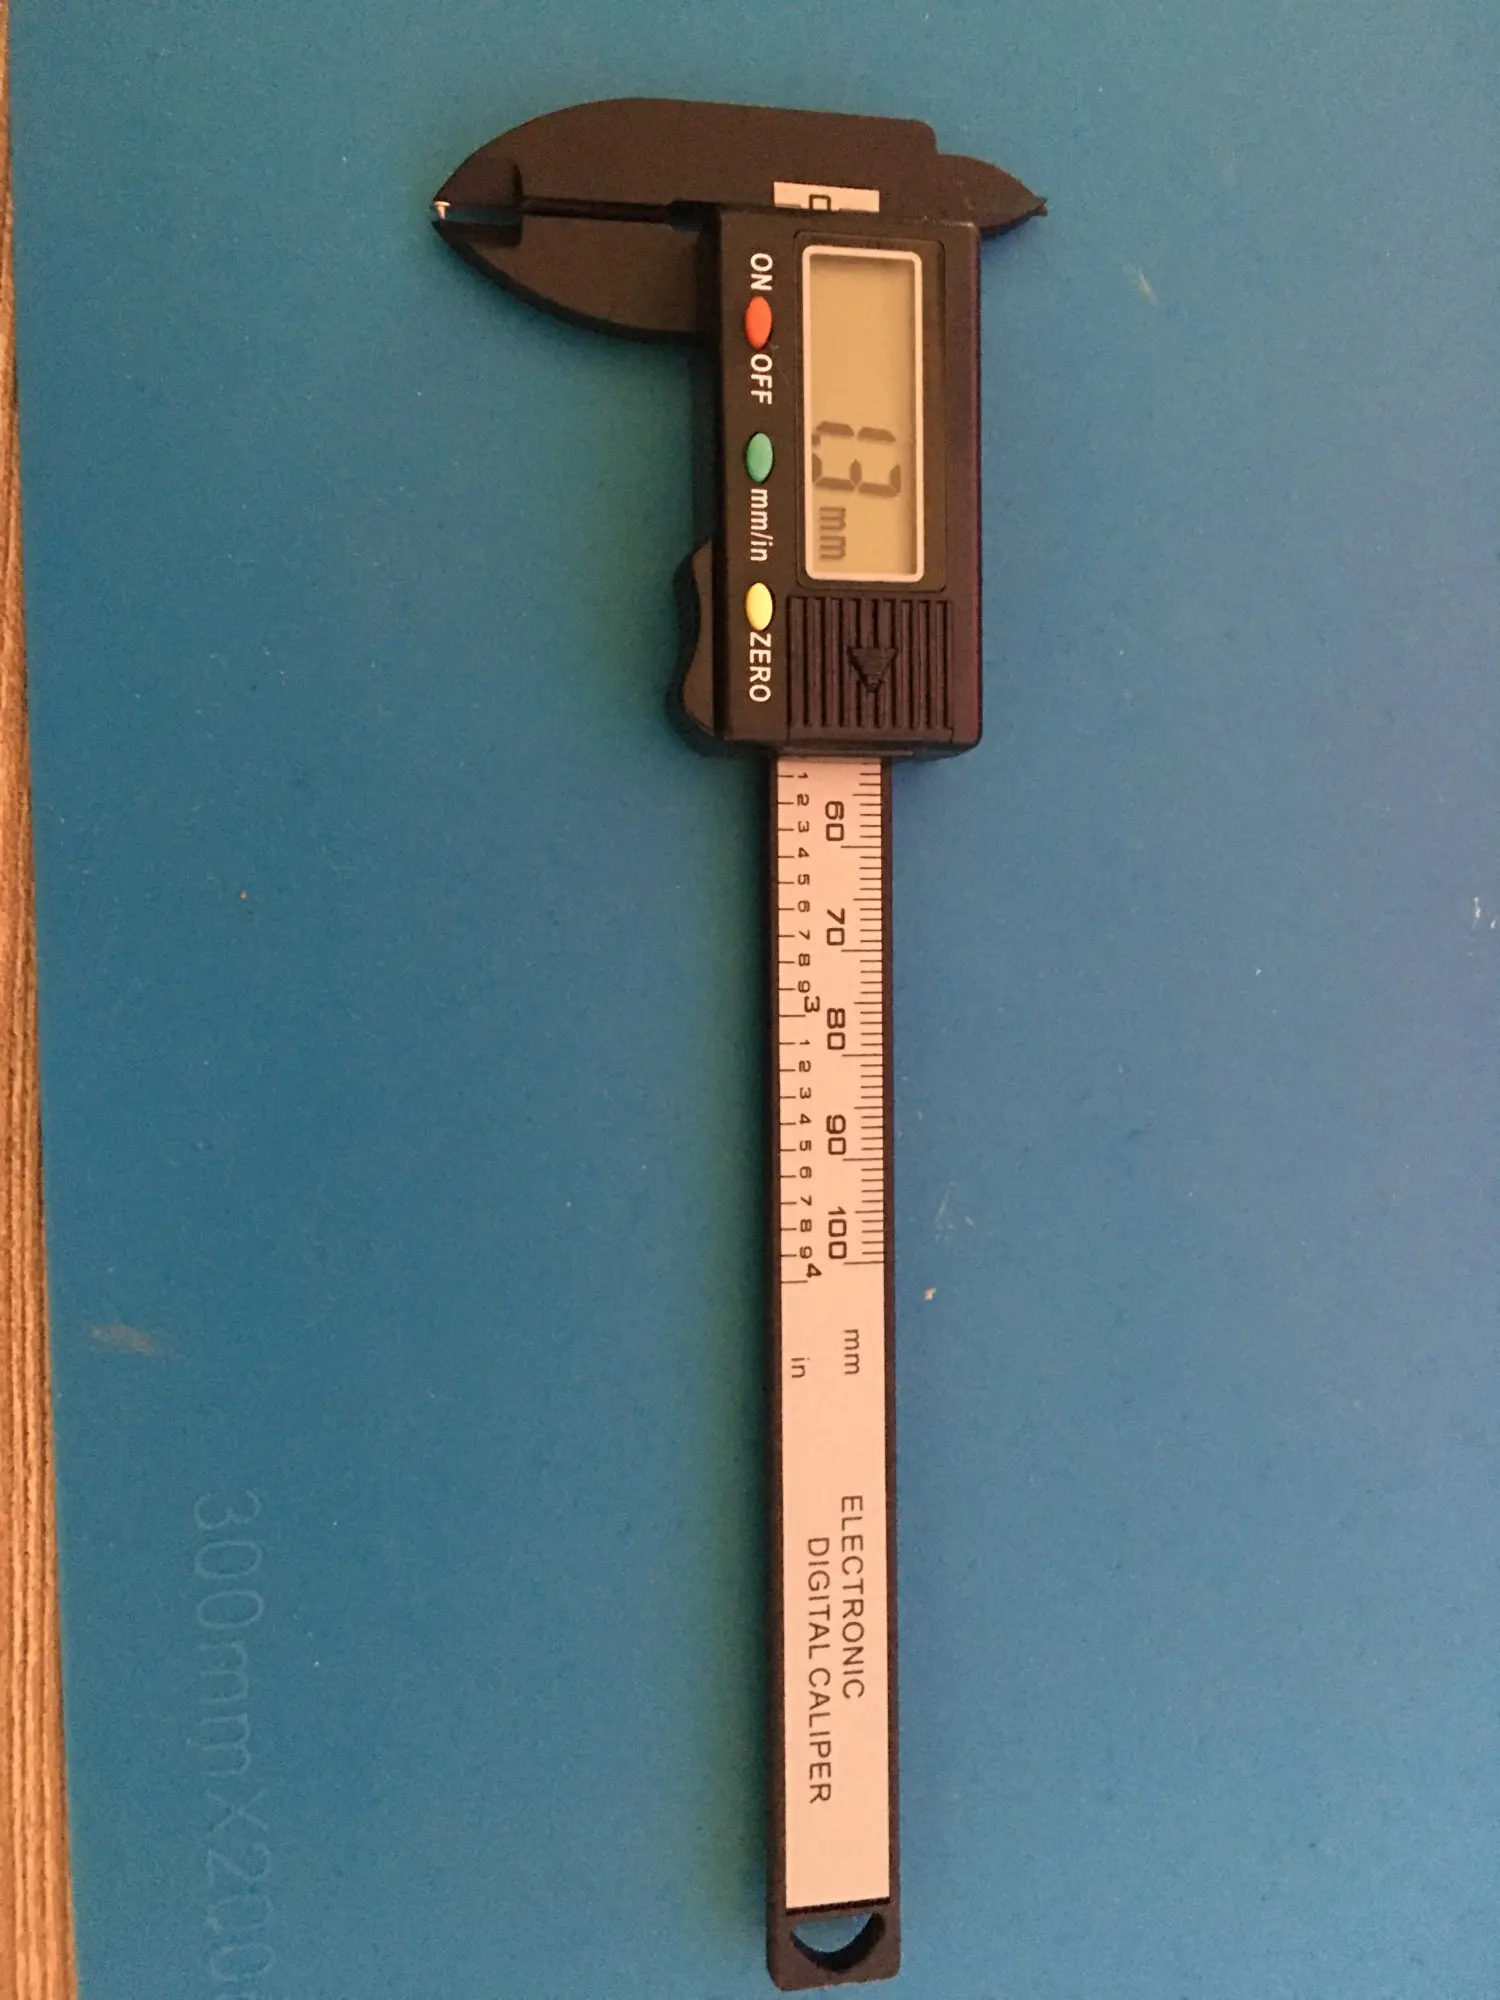 0
1.3 mm
ON OFF mm/in ZERO
60 70 80 90 100 mm
1 2 3 4 5 6 7 8 9 3 1 2 3 4 5 6 7 8 9 4 in
ELECTRONIC
DIGITAL CALIPER
300mmX200